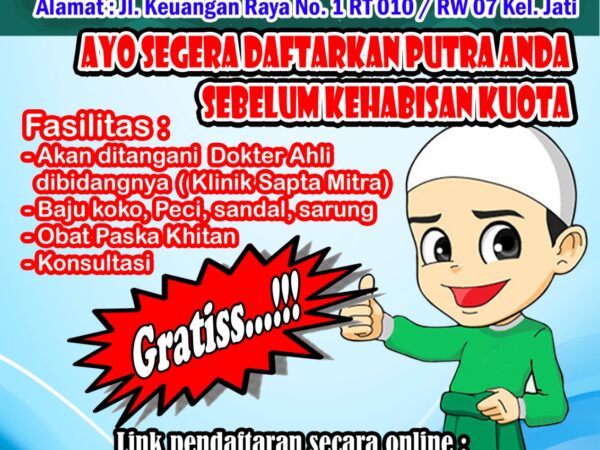 Alamat : Jl. Keuangan Raya No. 1 RT 010 / RW 07 Kel. Jati
AYO SEGERA DAFTARKAN PUTRA ANDA
SEBELUM KEHABISAN KUOTA
Fasilitas :
- Akan ditangani Dokter Ahli
dibidangnya ( Klinik Sapta Mitra)
- Baju koko, Peci, sandal, sarung
- Obat Paska Khitan
- Konsultasi
Gratiss...!!!
Link pendaftaran secara online :